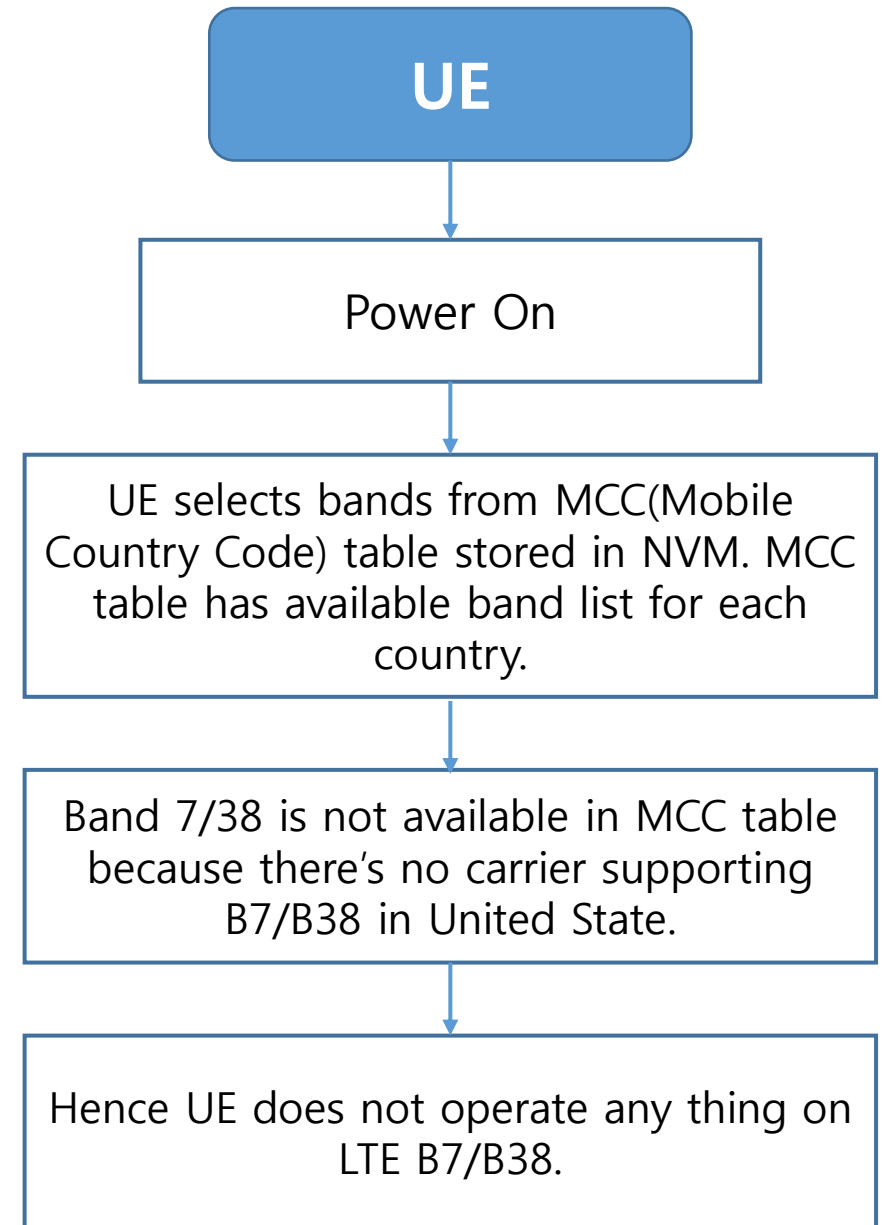 UE
Power On
UE selects bands from MCC(Mobile
Country Code) table stored in NVM. MCC
table has available band list for each
country.
Band 7/38 is not available in MCC table
because there’s no carrier supporting
B7/B38 in United State.
Hence UE does not operate any thing on
LTE B7/B38.